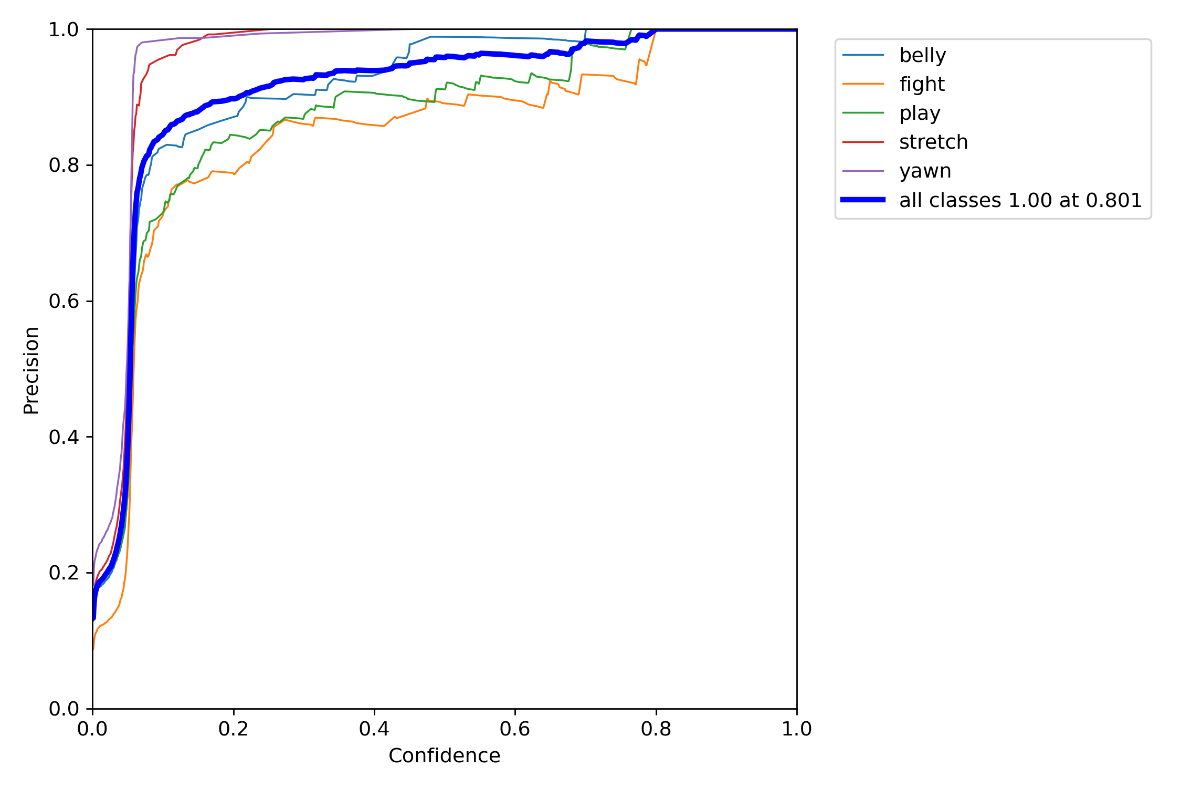 1.0
0.8
0.6
0.4
0.2
0.0
Precision
0.0 0.2 0.4 0.6 0.8 1.0
Confidence
belly
fight
play
stretch
yawn
all classes 1.00 at 0.801